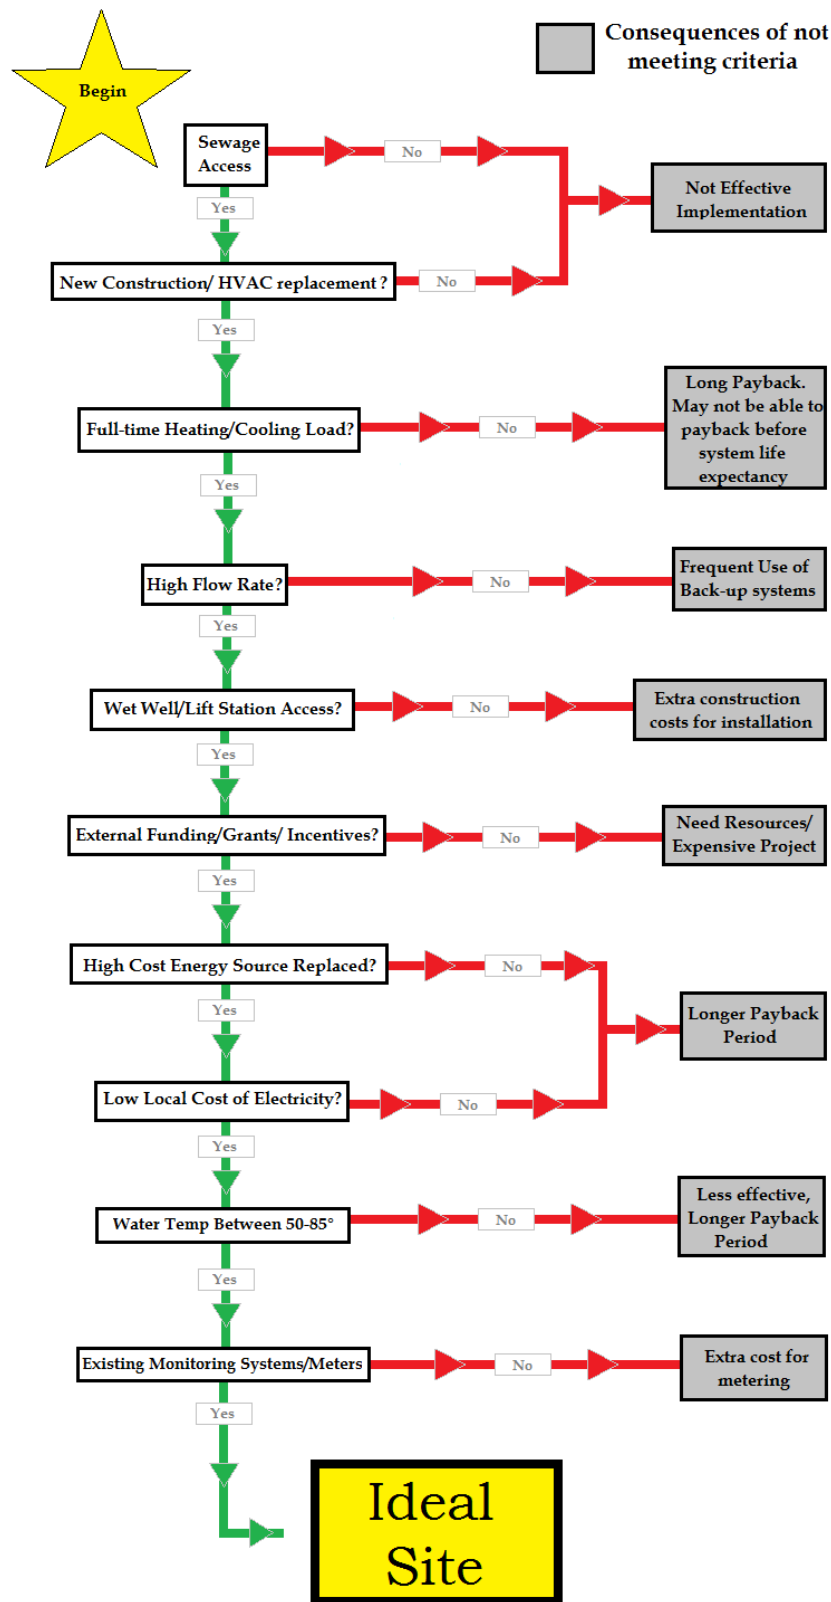 Consequences of not
meeting criteria
Begin
Sewage
Access
No
Not Effective
Implementation
Yes
New Construction/ HVAC replacement ?
No
Yes
Full-time Heating/Cooling Load?
No
Long Payback.
May not be able to
payback before
system life
expectancy
Yes
High Flow Rate?
No
Frequent Use of
Back-up systems
Yes
Wet Well/Lift Station Access?
No
Extra construction
costs for installation
Yes
External Funding/Grants/ Incentives?
No
Need Resources/
Expensive Project
Yes
High Cost Energy Source Replaced?
No
Longer Payback
Period
Yes
Low Local Cost of Electricity?
No
Yes
Water Temp Between 50-85°
No
Less effective,
Longer Payback
Period
Yes
Existing Monitoring Systems/Meters
No
Extra cost for
metering
Yes
Ideal
Site